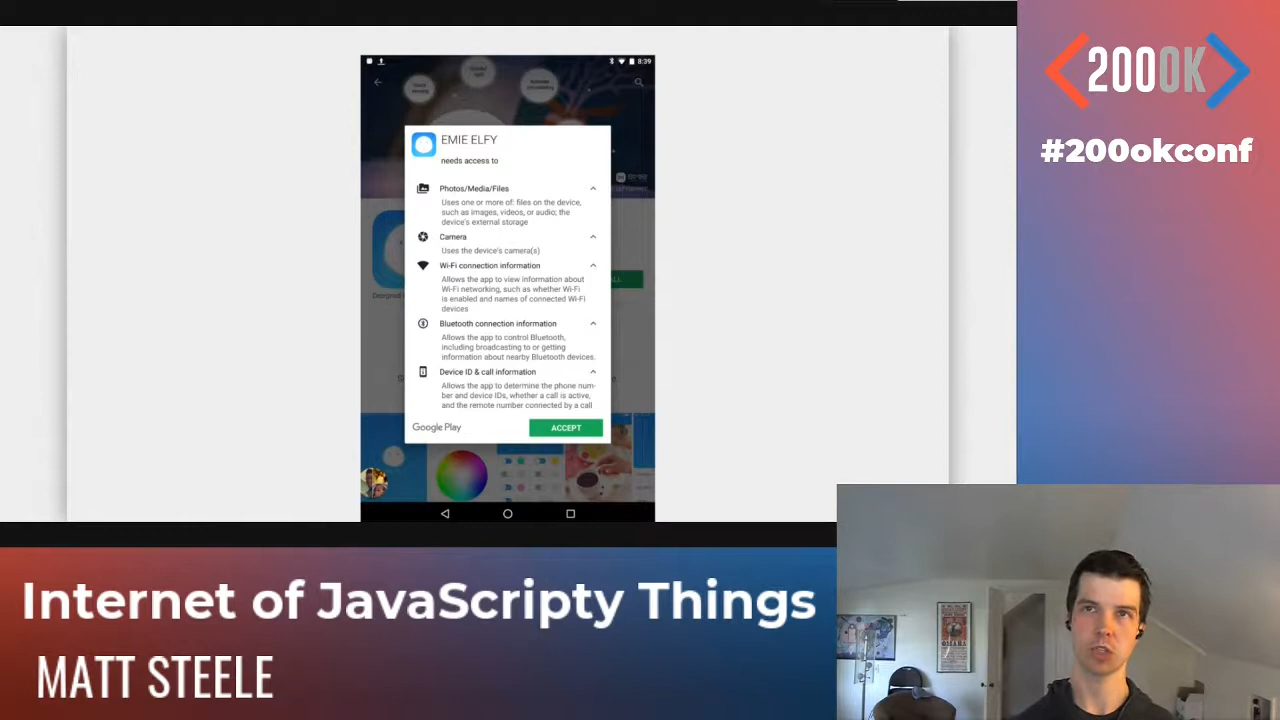 8:39
EMIE ELFY
needs access to
Photos/Media/Files
Uses one or more of: files on the device,
such as images, videos, or audio; the
device's external storage
Camera
Uses the device's camera(s)
Wi-Fi connection information
Allows the app to view information about
Wi-Fi networking, such as whether Wi-Fi
is enabled and names of connected Wi-Fi
devices
Bluetooth connection information
Allows the app to control Bluetooth,
including broadcasting to or getting
information about nearby Bluetooth devices.
Device ID & call information
Allows the app to determine the phone num-
ber and device IDs, whether a call is active,
and the remote number connected by a call
Google Play
ACCEPT
200OK
#200okconf
Internet of JavaScripty Things
MATT STEELE
OMAHA